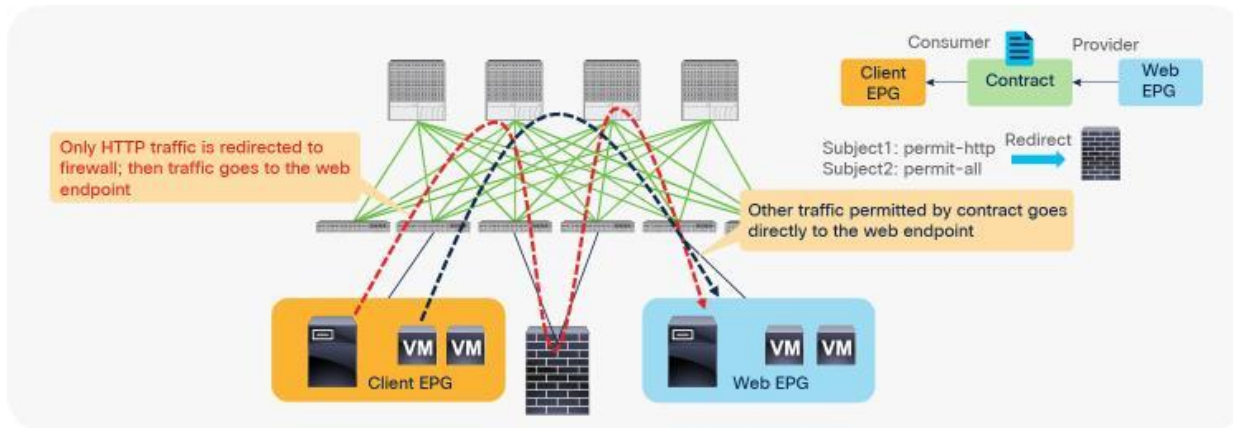 Consumer
Provider
Client
EPG
Contract
Web
EPG
Only HTTP traffic is redirected to
firewall; then traffic goes to the web
endpoint
Subject1: permit-http
Subject2: permit-all
Redirect
Other traffic permitted by contract goes
directly to the web endpoint
VM
VM
Client EPG
VM
VM
Web EPG